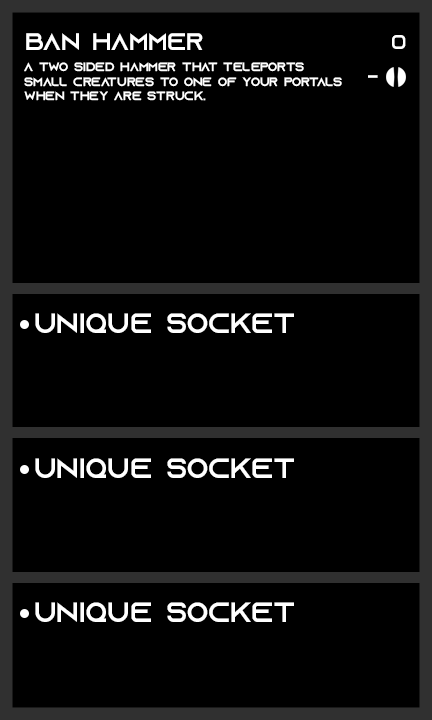 BAN HAMMER
0
A TWO SIDED HAMMER THAT TELEPORTS
SMALL CREATURES TO ONE OF YOUR PORTALS
WHEN THEY ARE STRUCK.
-
• UNIQUE SOCKET
• UNIQUE SOCKET
• UNIQUE SOCKET